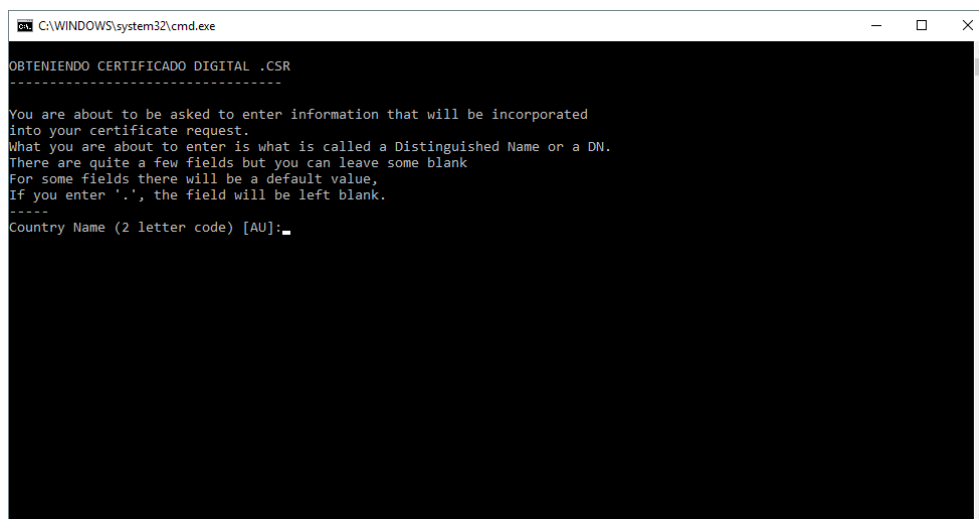 C:\WINDOWS\system32\cmd.exe
OBTENIENDO CERTIFICADO DIGITAL .CSR
----------------------------------
You are about to be asked to enter information that will be incorporated
into your certificate request.
What you are about to enter is what is called a Distinguished Name or a DN.
There are quite a few fields but you can leave some blank
For some fields there will be a default value,
If you enter '.', the field will be left blank.
-----
Country Name (2 letter code) [AU]: